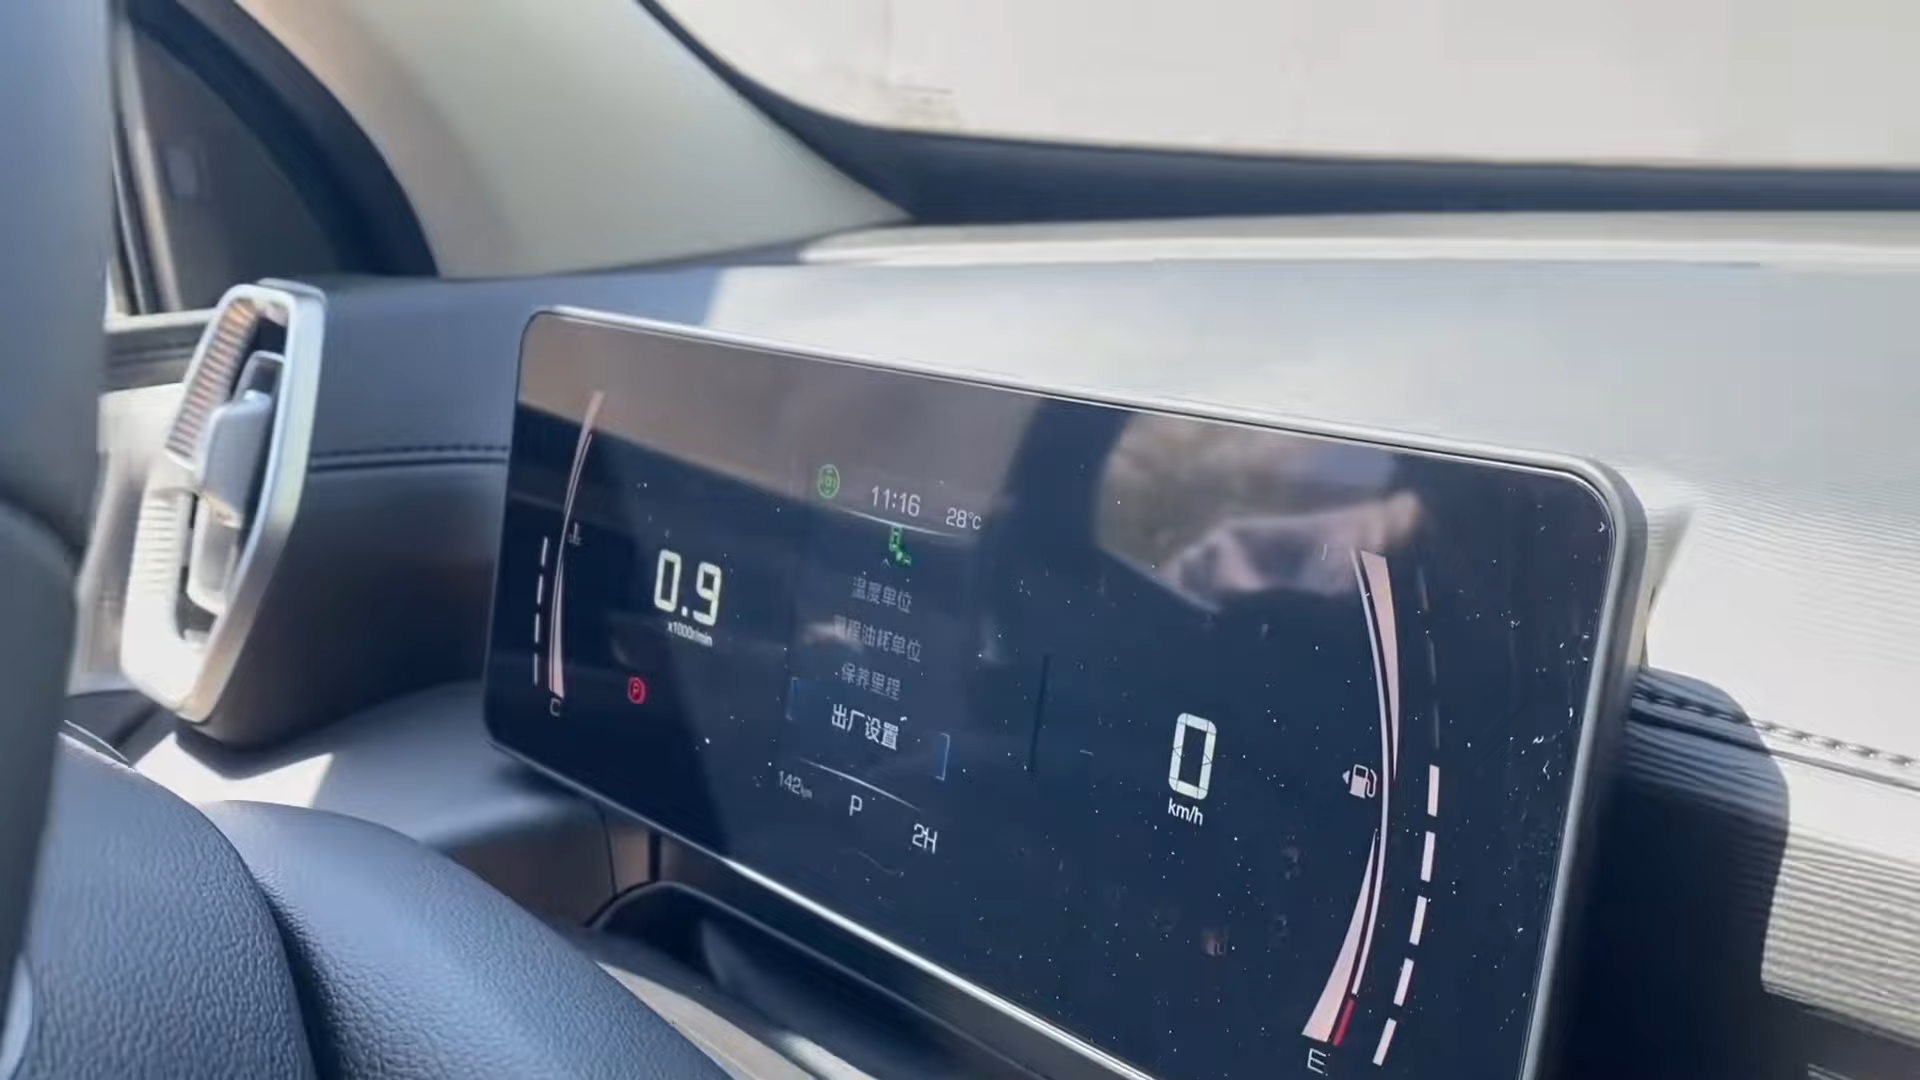 11:16 28°C
0.9
x1000r/min
温度单位
里程油耗单位
保养里程
出厂设置
P
C
142km
P
2H
0
km/h
E